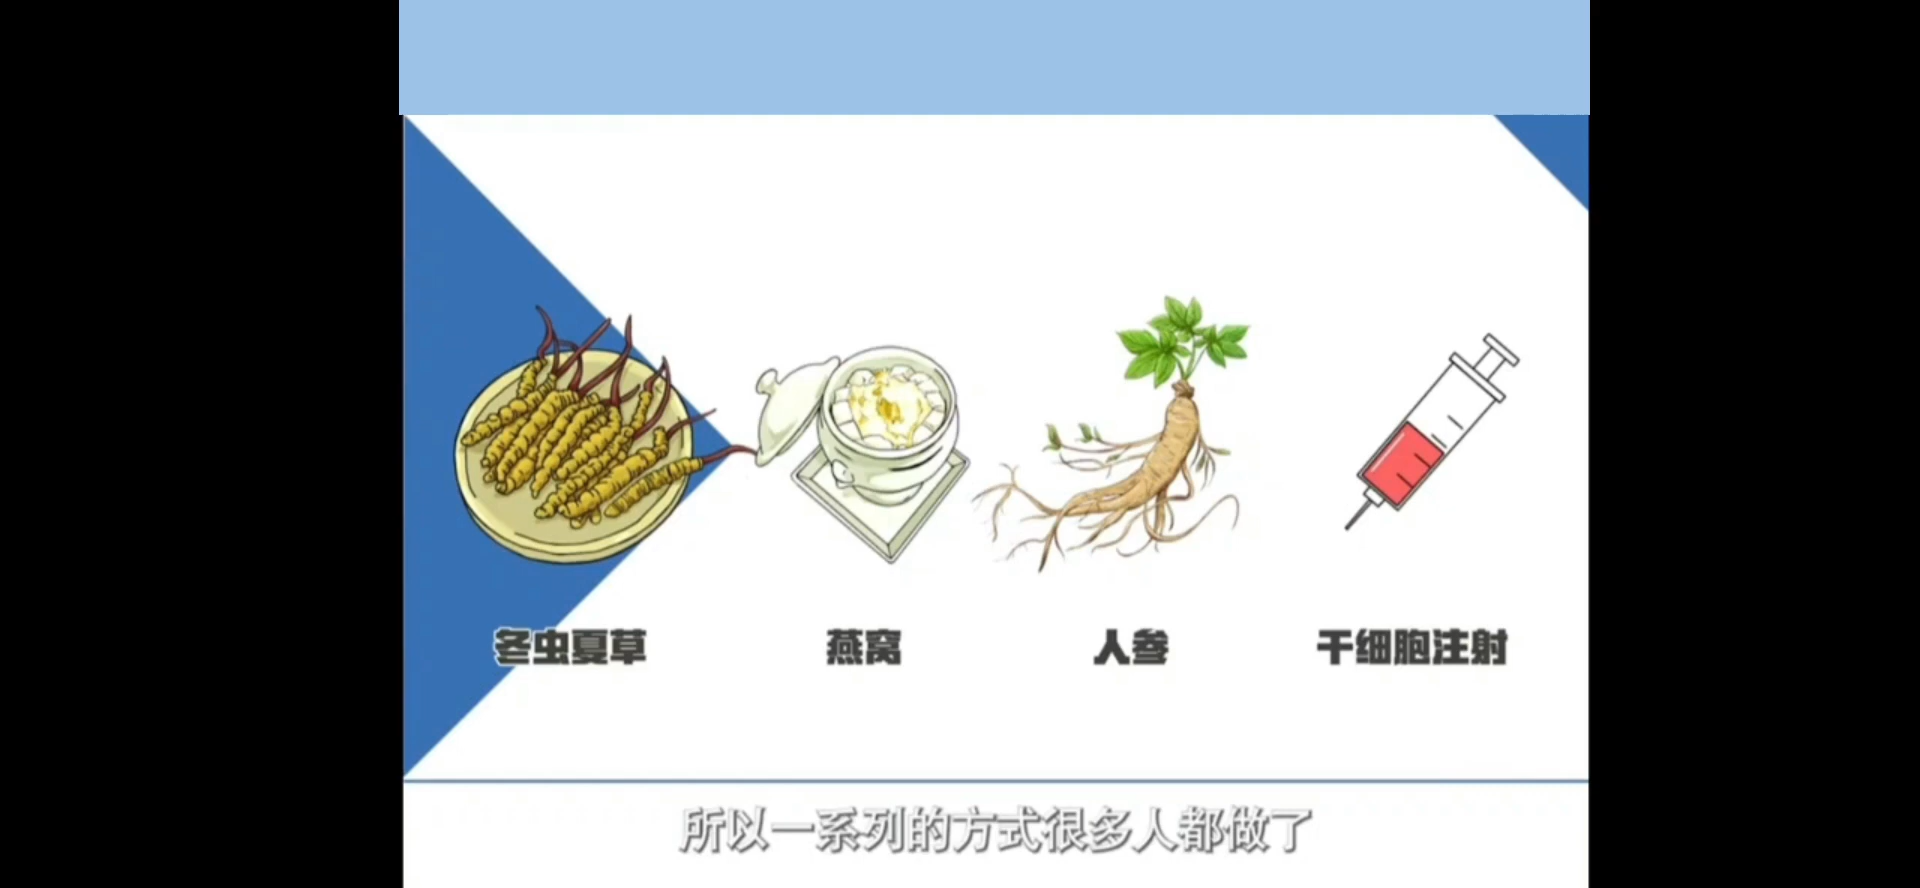 冬虫夏草
燕窝
人参
干细胞注射
所以一系列的方式很多人都做了